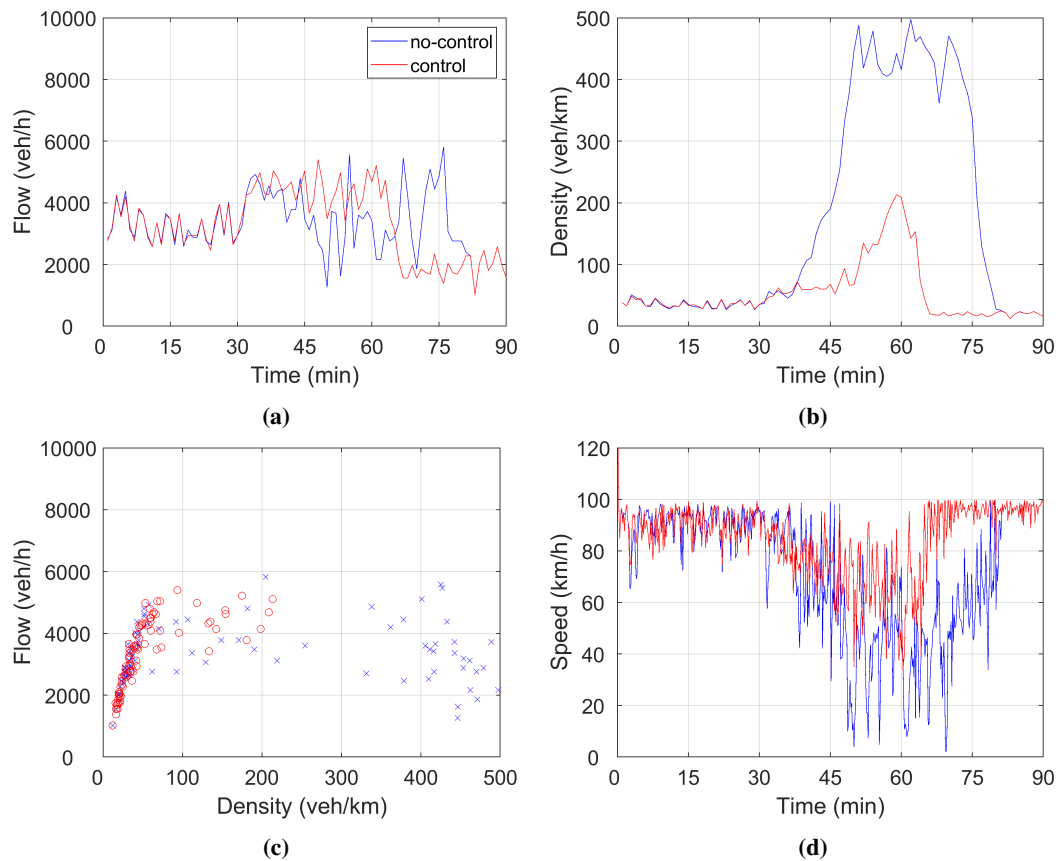 10000
8000
6000
4000
2000
0
Flow (veh/h)
no-control
control
0 15 30 45 60 75 90
Time (min)
(a)
500
400
300
200
100
0
Density (veh/km)
0 15 30 45 60 75 90
Time (min)
(b)
10000
8000
6000
4000
2000
0
Flow (veh/h)
0 100 200 300 400 500
Density (veh/km)
(c)
120
100
80
60
40
20
0
Speed (km/h)
0 15 30 45 60 75 90
Time (min)
(d)